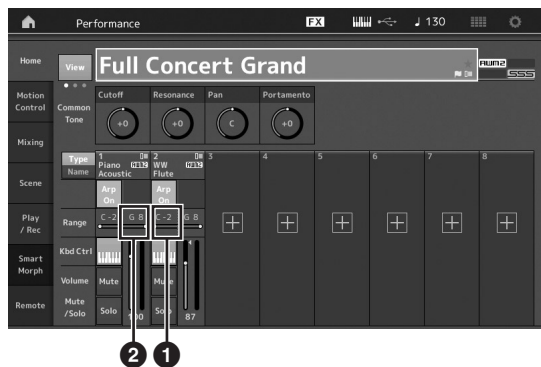 Performance FX 130
Home View Full Concert Grand AWM2
Motion Control Common Tone Cutoff Resonance Pan Portamento
+0 +0 C +0
Mixing
Type Name 1 Piano Acoustic AWM2 2 WW Flute AWM2 3 4 5 6 7 8
Scene Arp On Arp On
Play / Rec Range C -2 G 8 C -2 G 8
Smart Morph Kbd Ctrl
Volume Mute Mute
Remote Mute /Solo Solo 100 Solo 87
2 1